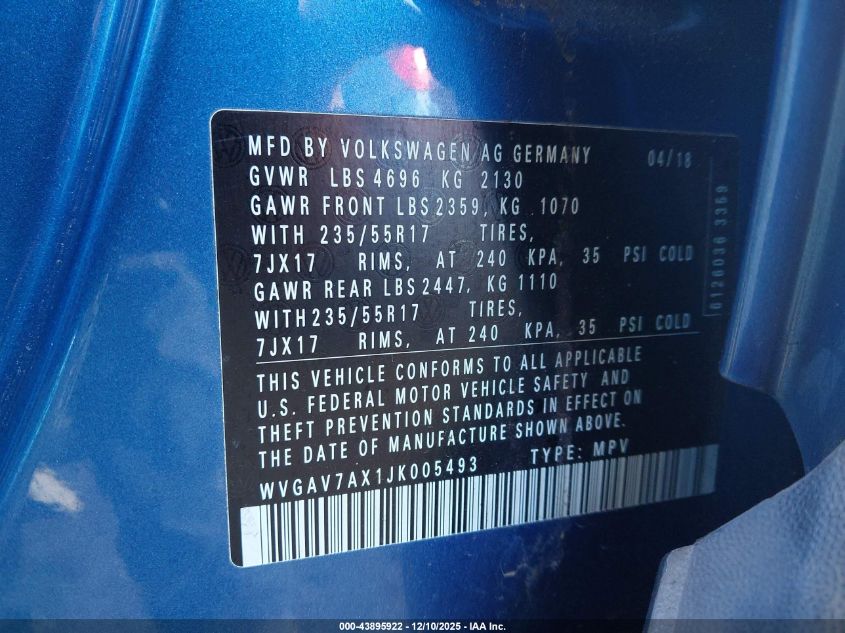 MFD BY VOLKSWAGEN AG GERMANY 04/18
GVWR LBS 4696 KG 2130
GAWR FRONT LBS 2359, KG 1070
WITH 235/55R17 TIRES,
7JX17 RIMS, AT 240 KPA, 35 PSI COLD
GAWR REAR LBS 2447, KG 1110
WITH 235/55R17 TIRES,
7JX17 RIMS, AT 240 KPA, 35 PSI COLD
THIS VEHICLE CONFORMS TO ALL APPLICABLE
U.S. FEDERAL MOTOR VEHICLE SAFETY AND
THEFT PREVENTION STANDARDS IN EFFECT ON
THE DATE OF MANUFACTURE SHOWN ABOVE.
WVGAV7AX1JK005493 TYPE: MPV
6126036 3369
000-43895922 - 12/10/2025 - IAA Inc.